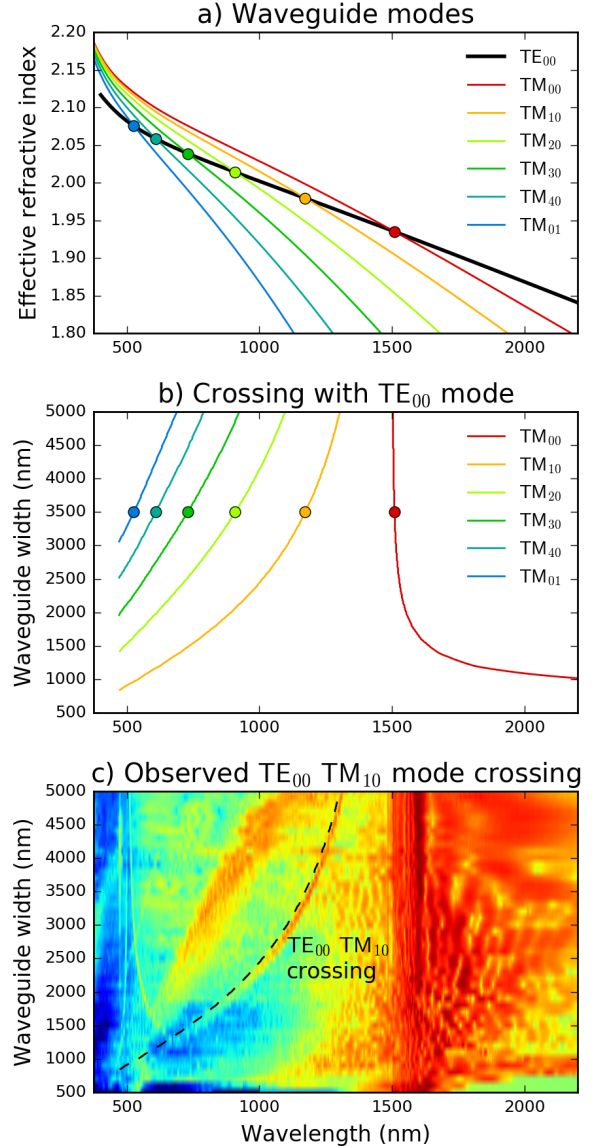 a) Waveguide modes
Effective refractive index
2.20
2.15
2.10
2.05
2.00
1.95
1.90
1.85
1.80
TE₀₀
TM₀₀
TM₁₀
TM₂₀
TM₃₀
TM₄₀
TM₀₁
500 1000 1500 2000
b) Crossing with TE₀₀ mode
Waveguide width (nm)
5000
4500
4000
3500
3000
2500
2000
1500
1000
500
TM₀₀
TM₁₀
TM₂₀
TM₃₀
TM₄₀
TM₀₁
500 1000 1500 2000
c) Observed TE₀₀ TM₁₀ mode crossing
Waveguide width (nm)
5000
4500
4000
3500
3000
2500
2000
1500
1000
500
TE₀₀ TM₁₀
crossing
500 1000 1500 2000
Wavelength (nm)